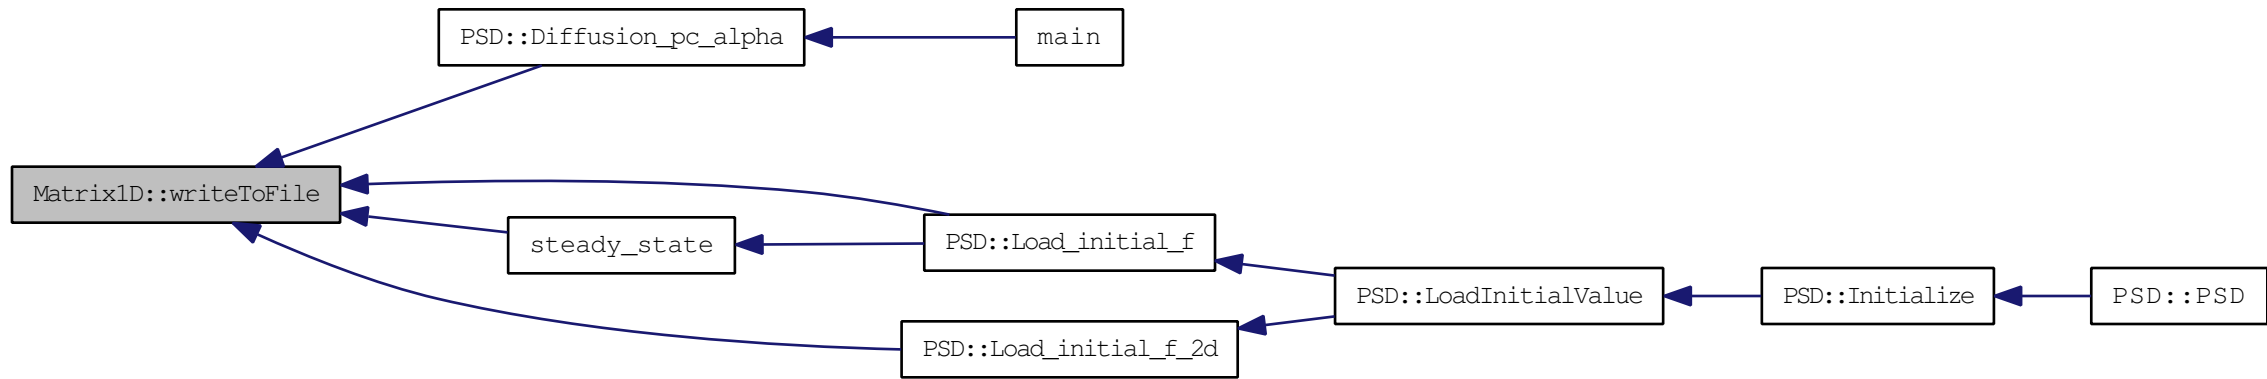 PSD::Diffusion_pc_alpha
main
Matrix1D::writeToFile
steady_state
PSD::Load_initial_f
PSD::LoadInitialValue
PSD::Initialize
PSD::PSD
PSD::Load_initial_f_2d